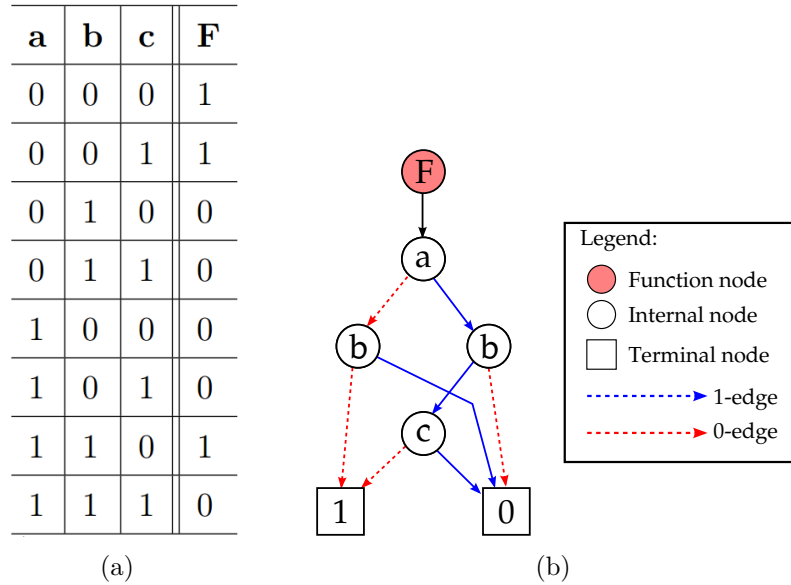 a b c F
0 0 0 1
0 0 1 1
0 1 0 0
0 1 1 0
1 0 0 0
1 0 1 0
1 1 0 1
1 1 1 0
(a)
F
a
b b
c
1 0
(b)
Legend:
Function node
Internal node
Terminal node
1-edge
0-edge